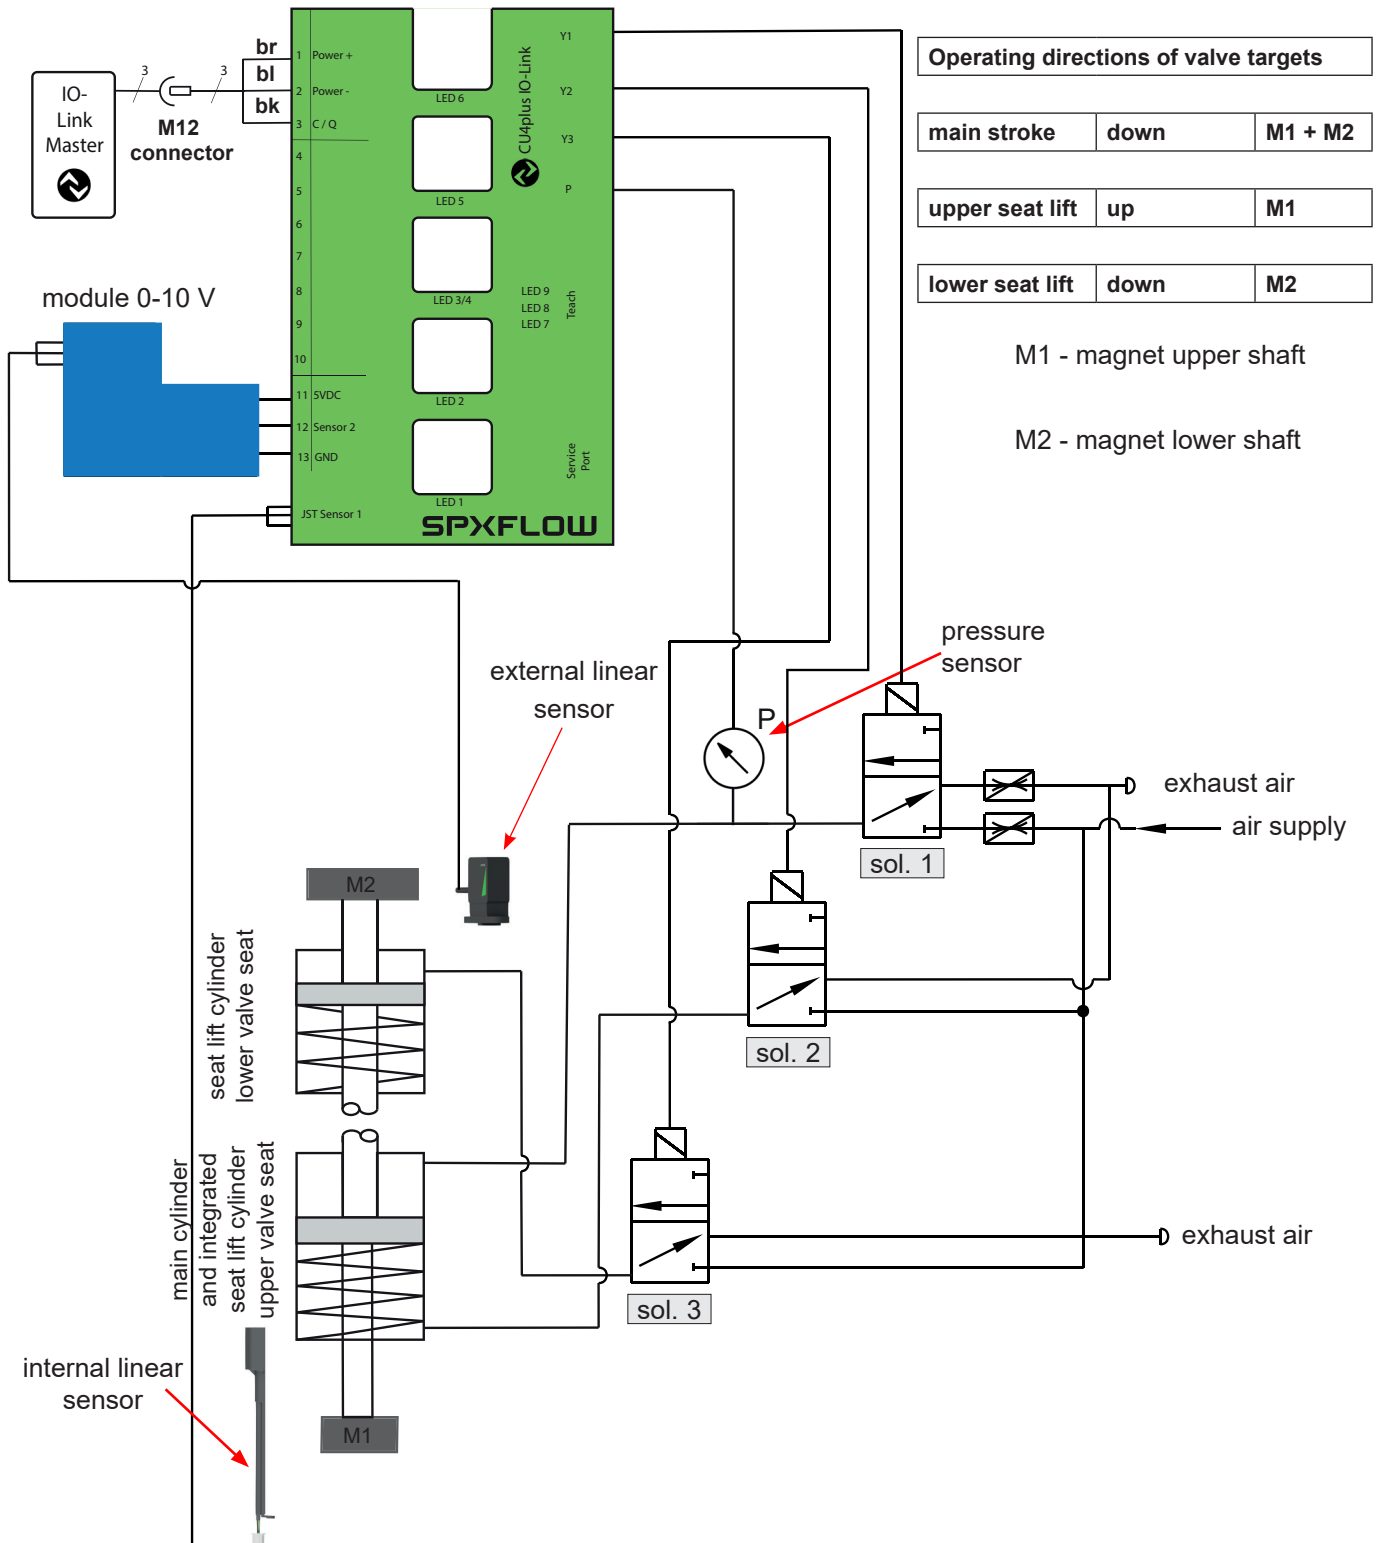 br
bl
bk
3
3
IO-
Link
Master
M12
connector
1 Power +
2 Power -
3 C / Q
4
5
6
7
8
9
10
11 5VDC
12 Sensor 2
13 GND
JST Sensor 1
LED 6
LED 5
LED 3/4
LED 2
LED 1
CU4plus IO-Link
Y1
Y2
Y3
P
LED 9
LED 8
LED 7
Teach
Service
Port
SPXFLOW
module 0-10 V
Operating directions of valve targets
main stroke down M1 + M2
upper seat lift up M1
lower seat lift down M2
M1 - magnet upper shaft
M2 - magnet lower shaft
pressure
sensor
external linear
sensor
P
exhaust air
air supply
sol. 1
M2
seat lift cylinder
lower valve seat
sol. 2
main cylinder
and integrated
seat lift cylinder
upper valve seat
exhaust air
sol. 3
internal linear
sensor
M1